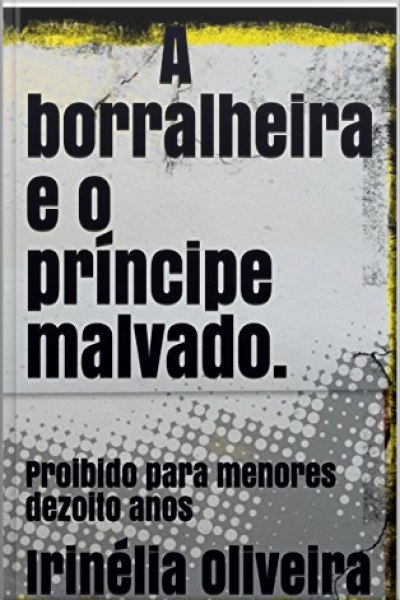 A
borralheira
e o
príncipe
malvado.
Proibido para menores
dezoito anos
Irinélia Oliveira